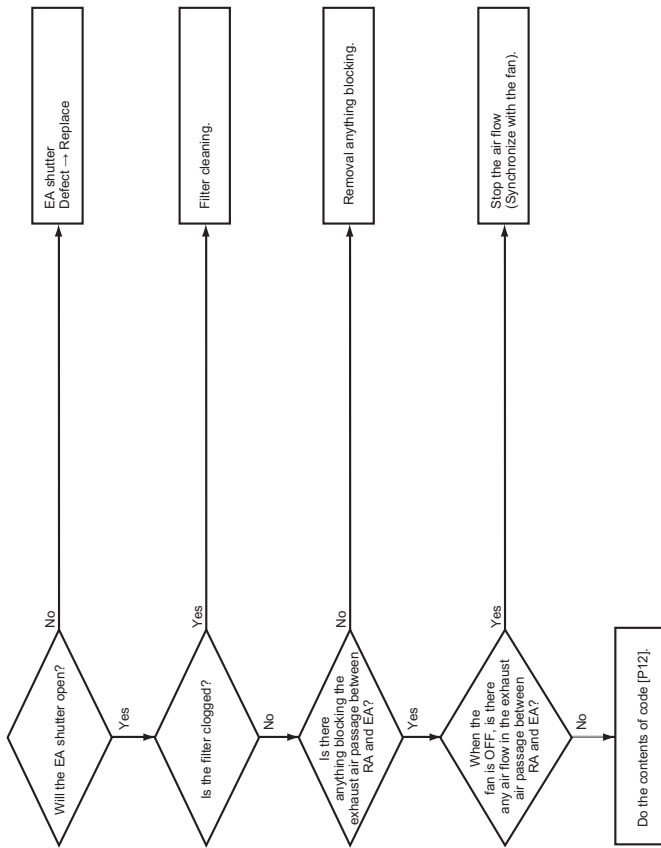 Will the EA shutter open?
No
EA shutter
Defect → Replace
Yes
Is the filter clogged?
Yes
Filter cleaning.
No
Is there
anything blocking the
exhaust air passage between
RA and EA?
No
Removal anything blocking.
Yes
When the
fan is OFF, is there
any air flow in the exhaust
air passage between
RA and EA?
Yes
Stop the air flow
(Synchronize with the fan).
No
Do the contents of code [P12].